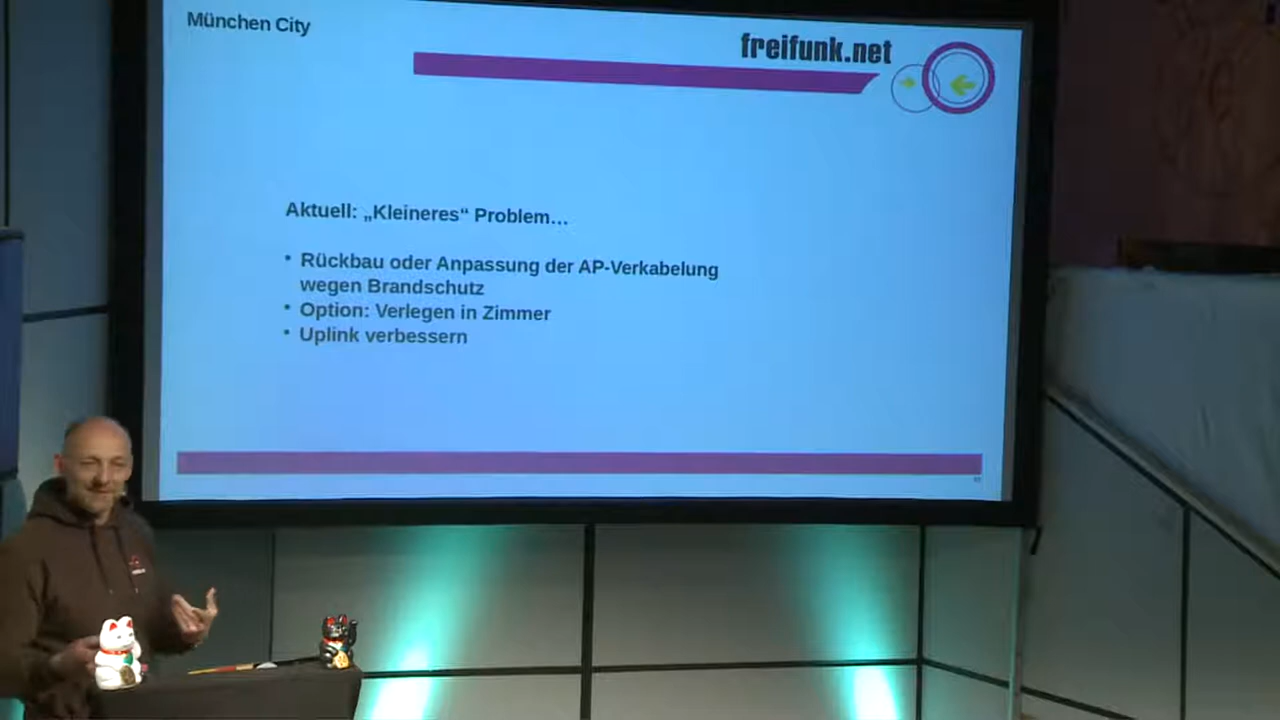 München City
freifunk.net
Aktuell: „Kleineres“ Problem…
• Rückbau oder Anpassung der AP-Verkabelung
wegen Brandschutz
• Option: Verlegen in Zimmer
• Uplink verbessern